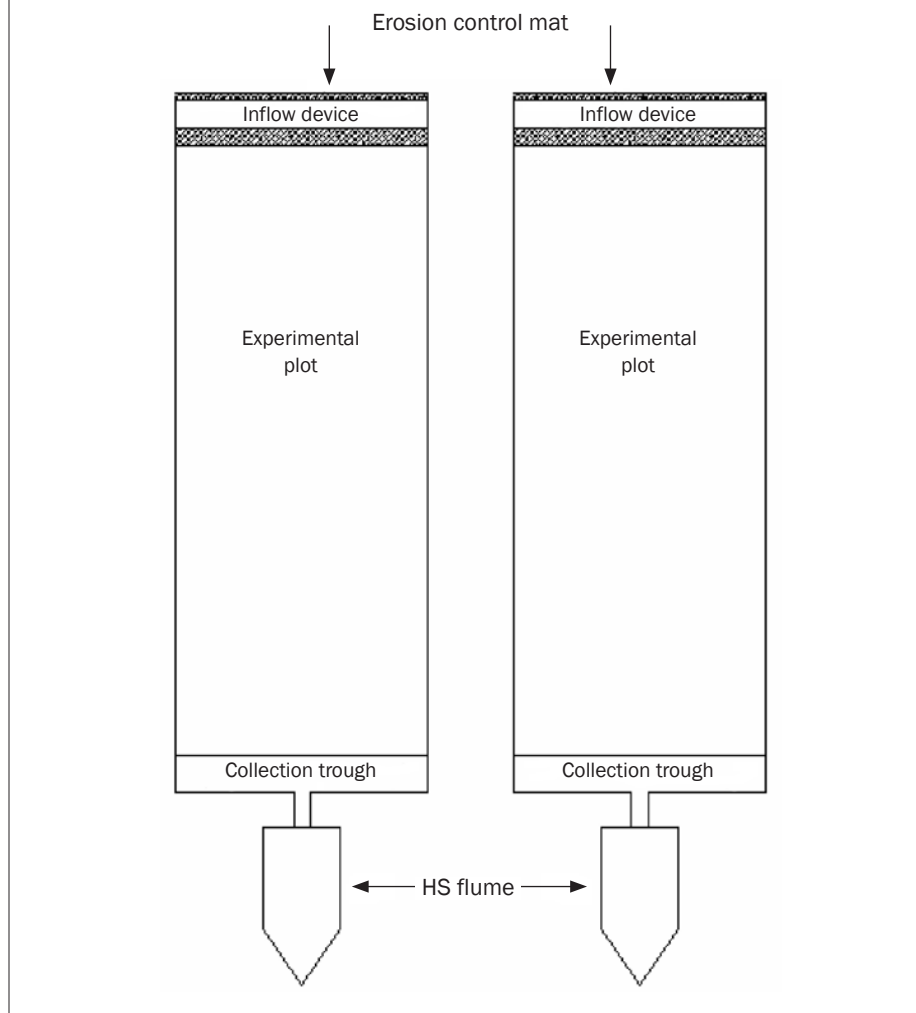 Erosion control mat
Inflow device
Inflow device
Experimental
plot
Experimental
plot
Collection trough
Collection trough
HS flume